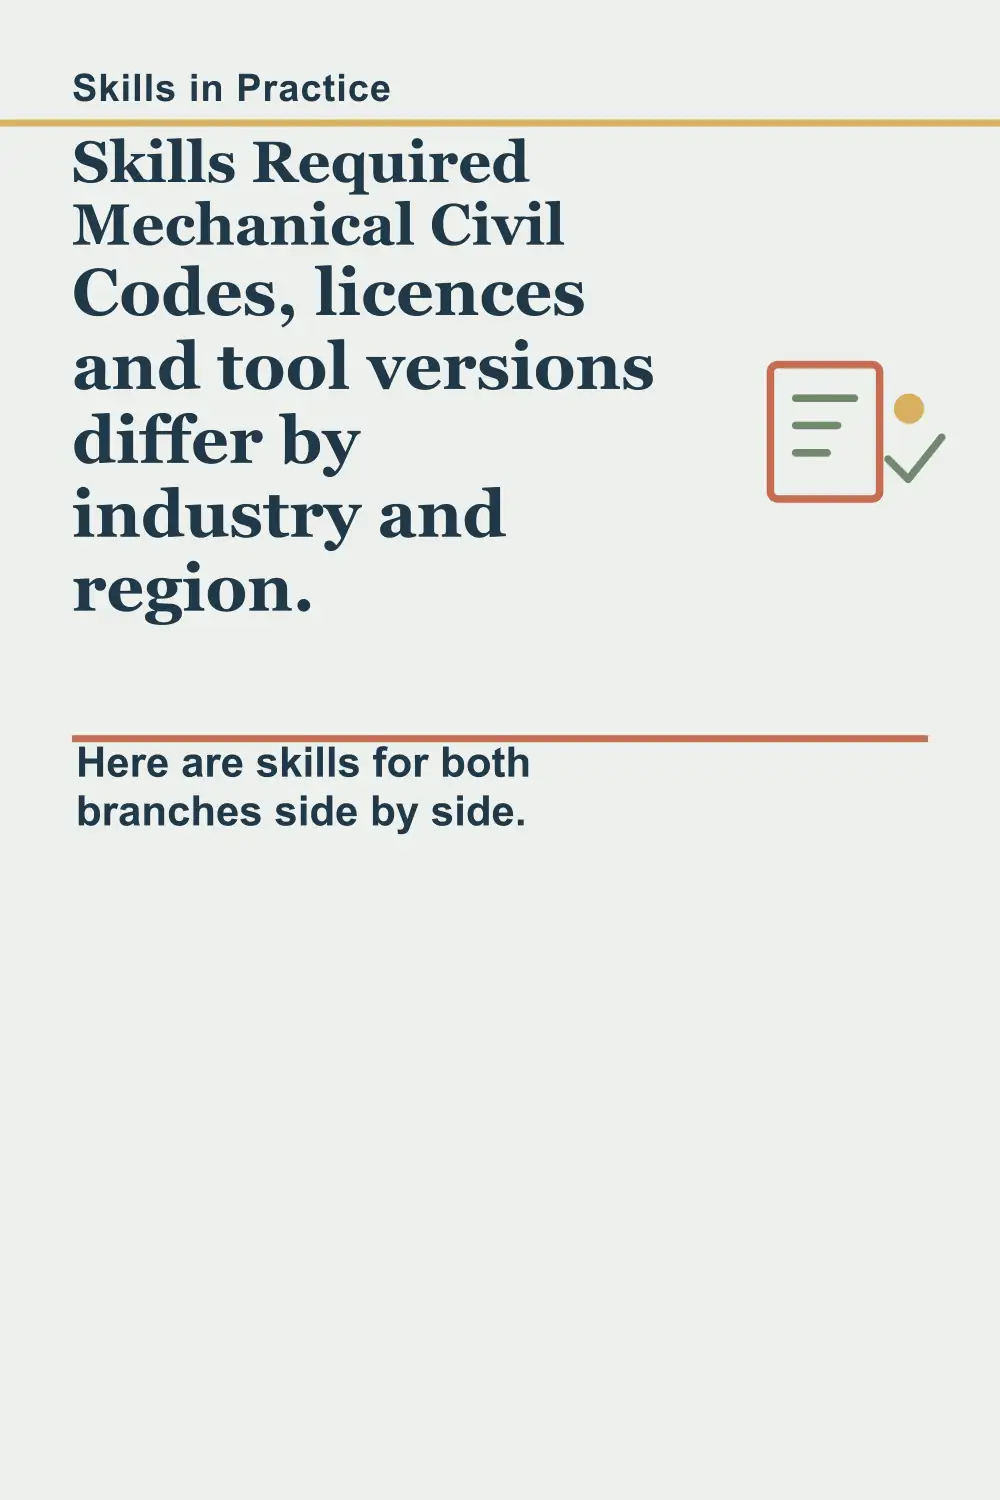 Skills in Practice
Skills Required
Mechanical Civil
Codes, licences
and tool versions
differ by
industry and
region.
Here are skills for both
branches side by side.